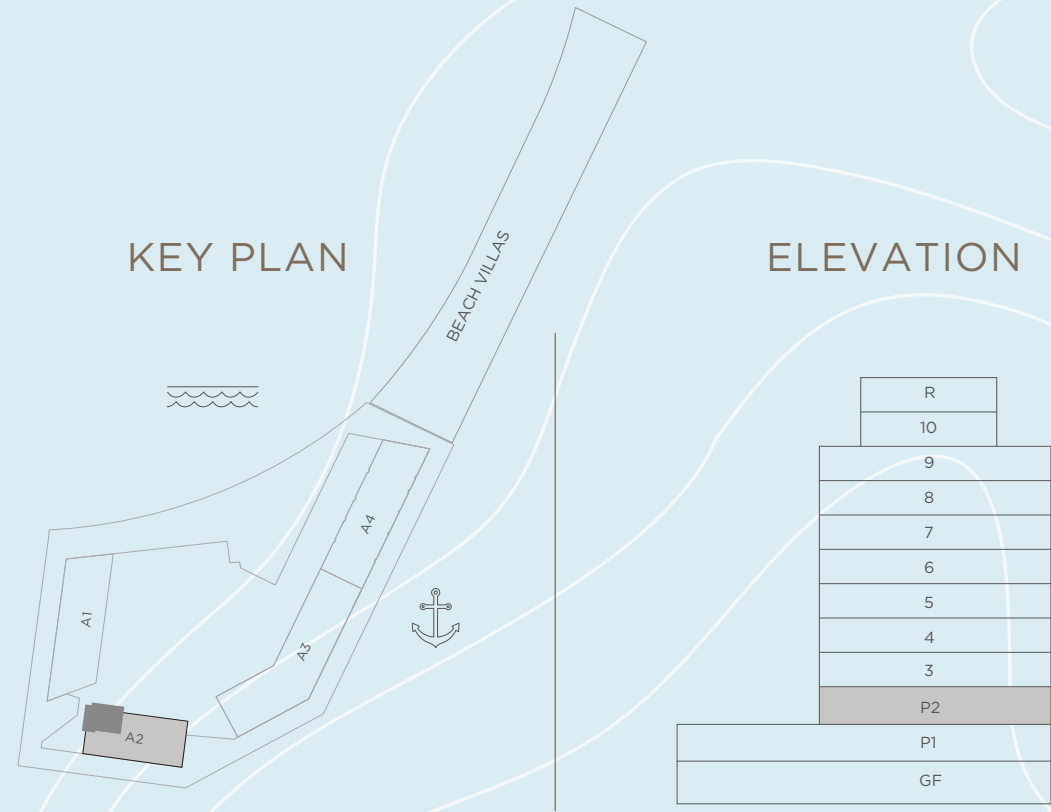 KEY PLAN
BEACH VILLAS
A4
A1
A3
A2
ELEVATION
R
10
9
8
7
6
5
4
3
P2
P1
GF